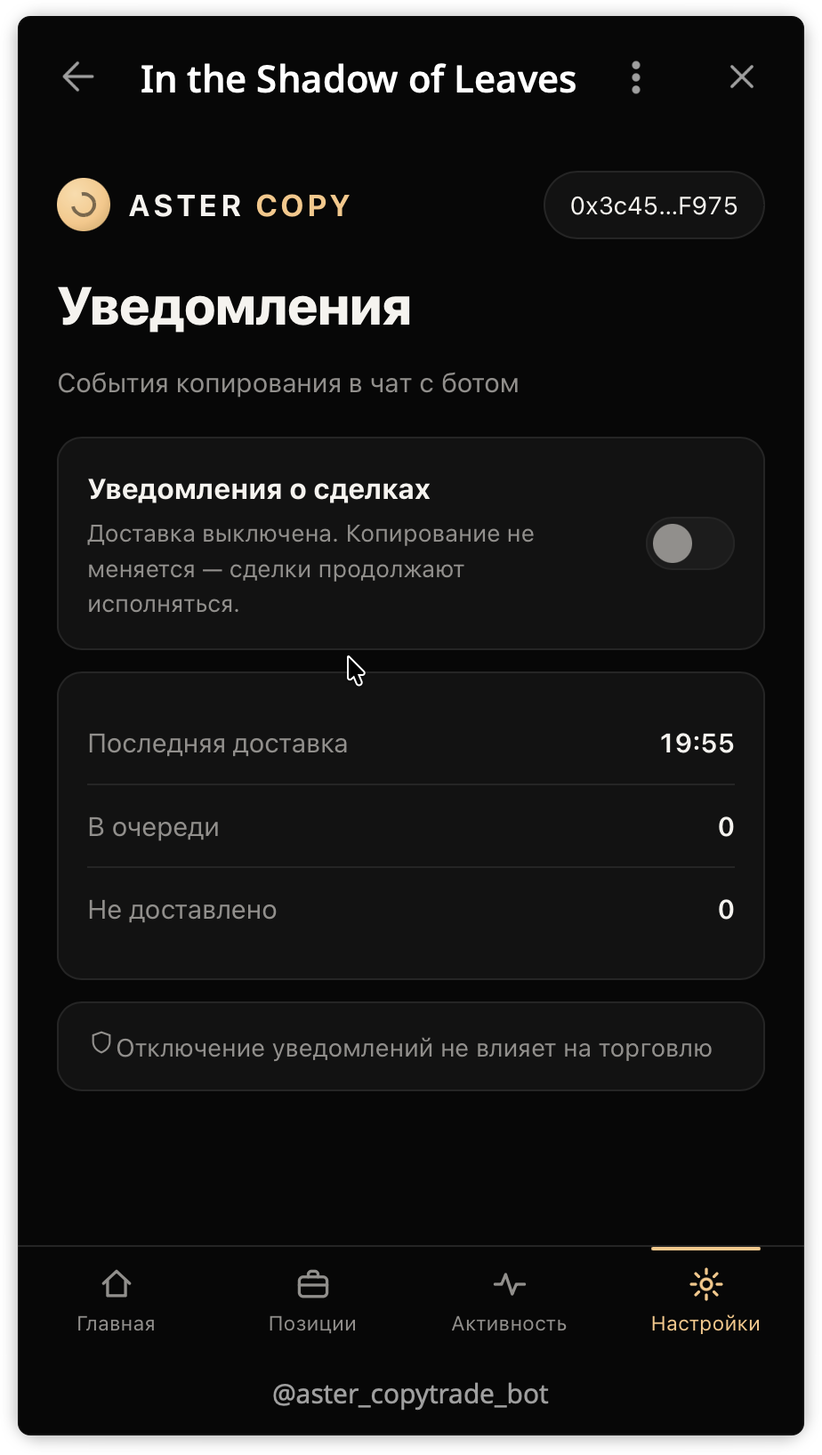 In the Shadow of Leaves
ASTER COPY
0x3c45...F975
Уведомления
События копирования в чат с ботом
Уведомления о сделках
Доставка выключена. Копирование не
меняется — сделки продолжают
исполняться.
Последняя доставка 19:55
В очереди 0
Не доставлено 0
Отключение уведомлений не влияет на торговлю
Главная Позиции Активность Настройки
@aster_copytrade_bot